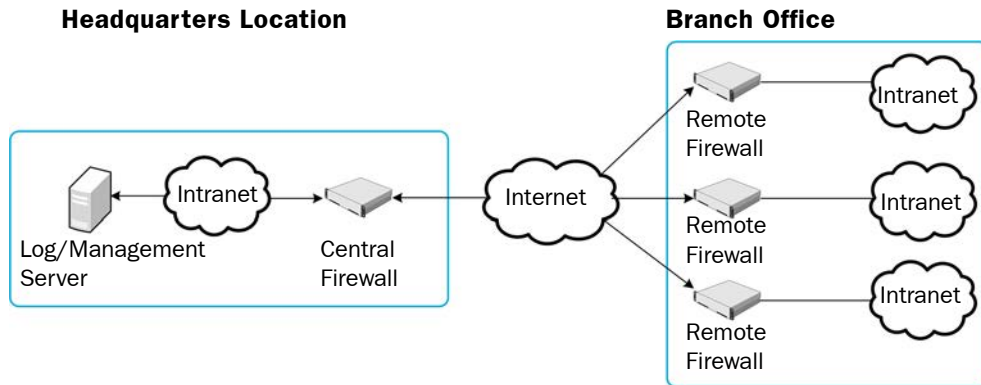 Headquarters Location
Branch Office
Intranet
Remote
Firewall
Intranet
Internet
Intranet
Remote
Firewall
Log/Management
Server
Central
Firewall
Intranet
Remote
Firewall